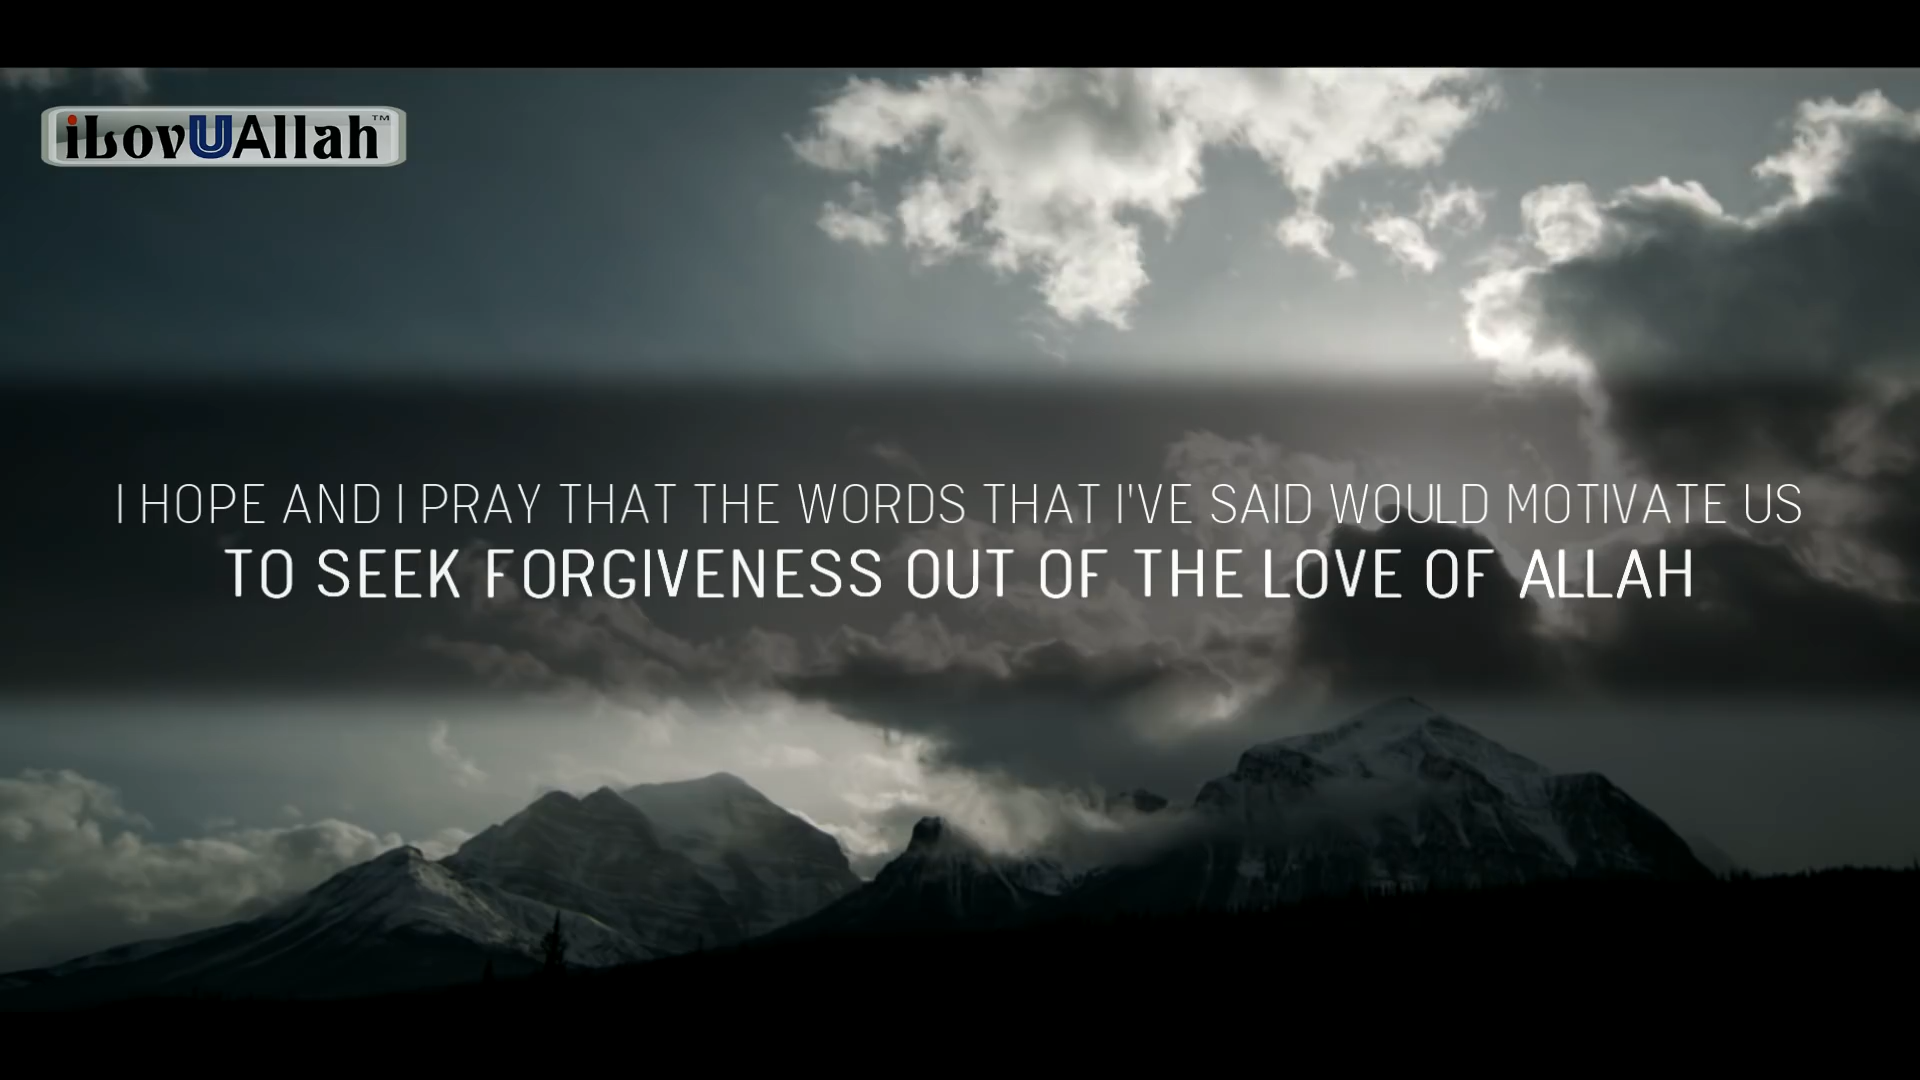 iLovUAllah™
I HOPE AND I PRAY THAT THE WORDS THAT I'VE SAID WOULD MOTIVATE US
TO SEEK FORGIVENESS OUT OF THE LOVE OF ALLAH